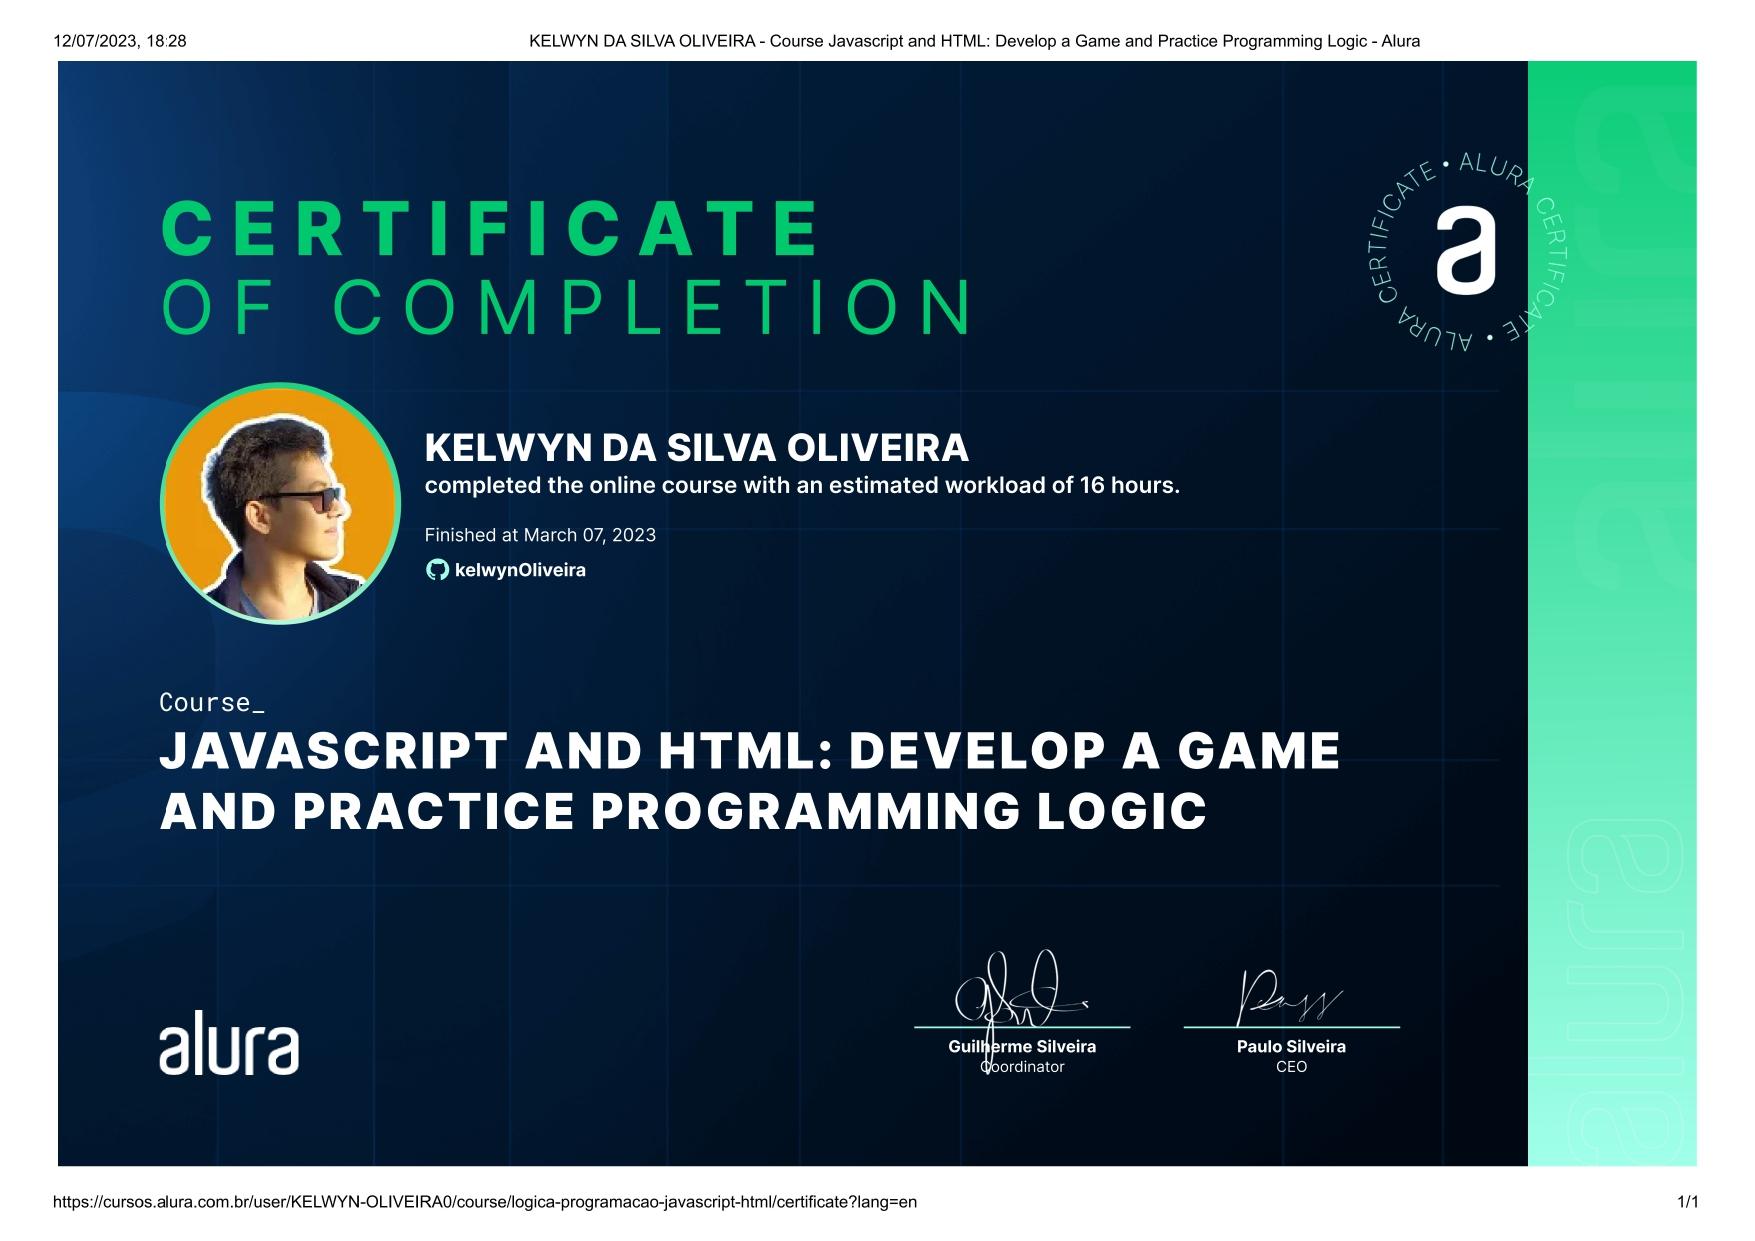 12/07/2023, 18:28
KELWYN DA SILVA OLIVEIRA - Course Javascript and HTML: Develop a Game and Practice Programming Logic - Alura
CERTIFICATE
OF COMPLETION
ALURA CERTIFICATE • ALURA CERTIFICATE •
a
KELWYN DA SILVA OLIVEIRA
completed the online course with an estimated workload of 16 hours.
Finished at March 07, 2023
kelwynOliveira
Course_
JAVASCRIPT AND HTML: DEVELOP A GAME
AND PRACTICE PROGRAMMING LOGIC
alura
Guilherme Silveira
Coordinator
Paulo Silveira
CEO
alura
alura
https://cursos.alura.com.br/user/KELWYN-OLIVEIRA0/course/logica-programacao-javascript-html/certificate?lang=en
1/1